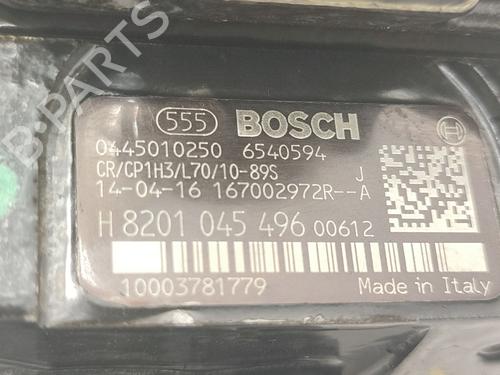 B-PARTS
555 BOSCH
0445010250 6540594
CR/CP1H3/L70/10-89S J
14-04-16 167002972R--A
H 8201 045 496 00612
10003781779 Made in Italy